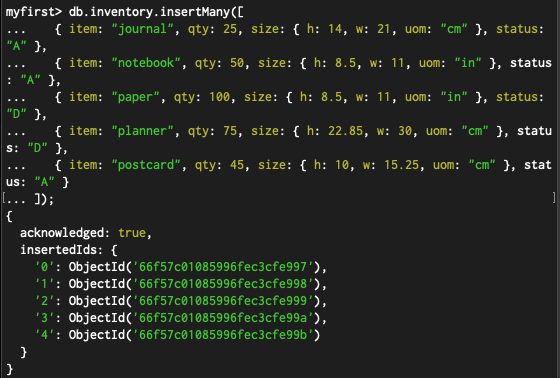 myfirst> db.inventory.insertMany([
...    { item: "journal", qty: 25, size: { h: 14, w: 21, uom: "cm" }, status:
"A" },
...    { item: "notebook", qty: 50, size: { h: 8.5, w: 11, uom: "in" }, status
: "A" },
...    { item: "paper", qty: 100, size: { h: 8.5, w: 11, uom: "in" }, status:
"D" },
...    { item: "planner", qty: 75, size: { h: 22.85, w: 30, uom: "cm" }, statu
s: "D" },
...    { item: "postcard", qty: 45, size: { h: 10, w: 15.25, uom: "cm" }, stat
us: "A" }
[... ]);]
{
  acknowledged: true,
  insertedIds: {
    '0': ObjectId('66f57c01085996fec3cfe997'),
    '1': ObjectId('66f57c01085996fec3cfe998'),
    '2': ObjectId('66f57c01085996fec3cfe999'),
    '3': ObjectId('66f57c01085996fec3cfe99a'),
    '4': ObjectId('66f57c01085996fec3cfe99b')
  }
}